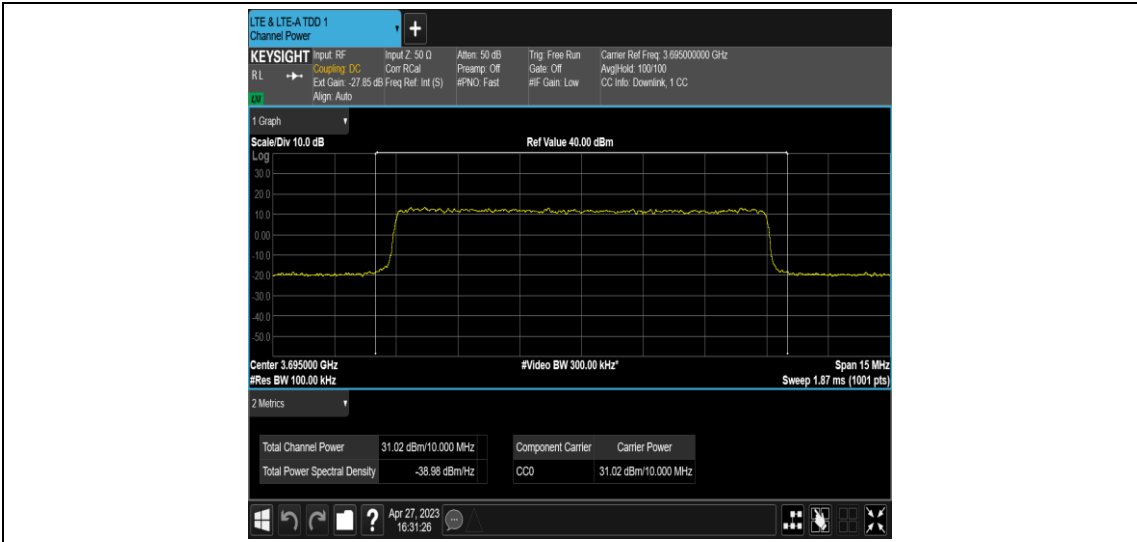 LTE & LTE-A TDD 1
Channel Power
+
KEYSIGHT Input: RF Input Z: 50 Ω Atten: 50 dB Trig: Free Run Carrier Ref Freq: 3.695000000 GHz
RL Coupling: DC Corr RCal Preamp: Off Gate: Off Avg|Hold: 100/100
Ext Gain: -27.85 dB Freq Ref: Int (S) #PNO: Fast #IF Gain: Low CC Info: Downlink, 1 CC
LNI Align: Auto
1 Graph
Scale/Div 10.0 dB Ref Value 40.00 dBm
Log
30.0
20.0
10.0
0.00
-10.0
-20.0
-30.0
-40.0
-50.0
Center 3.695000 GHz #Video BW 300.00 kHz* Span 15 MHz
#Res BW 100.00 kHz Sweep 1.87 ms (1001 pts)
2 Metrics
Total Channel Power 31.02 dBm/10.000 MHz Component Carrier Carrier Power
Total Power Spectral Density -38.98 dBm/Hz CC0 31.02 dBm/10.000 MHz
? Apr 27, 2023
16:31:26